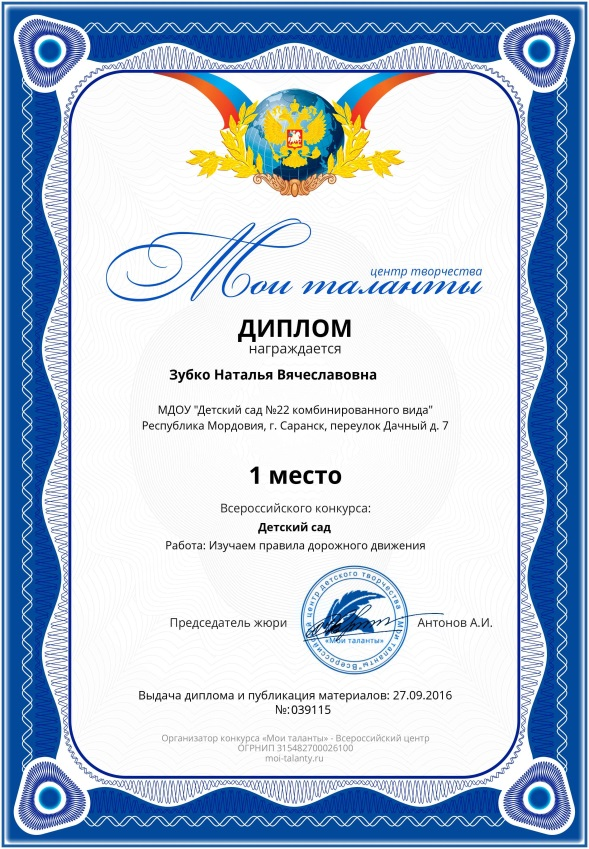 центр творчества
Мои таланты
ДИПЛОМ
награждается
Зубко Наталья Вячеславовна
МДОУ "Детский сад №22 комбинированного вида"
Республика Мордовия, г. Саранск, переулок Дачный д. 7
1 место
Всероссийского конкурса:
Детский сад
Работа: Изучаем правила дорожного движения
Председатель жюри
Антонов А.И.
центр детского творчества
"Мои таланты"
«Мои таланты»
Выдача диплома и публикация материалов: 27.09.2016
№:039115
Организатор конкурса «Мои таланты» - Всероссийский центр
ОГРНИП 315482700026100
moi-talanty.ru